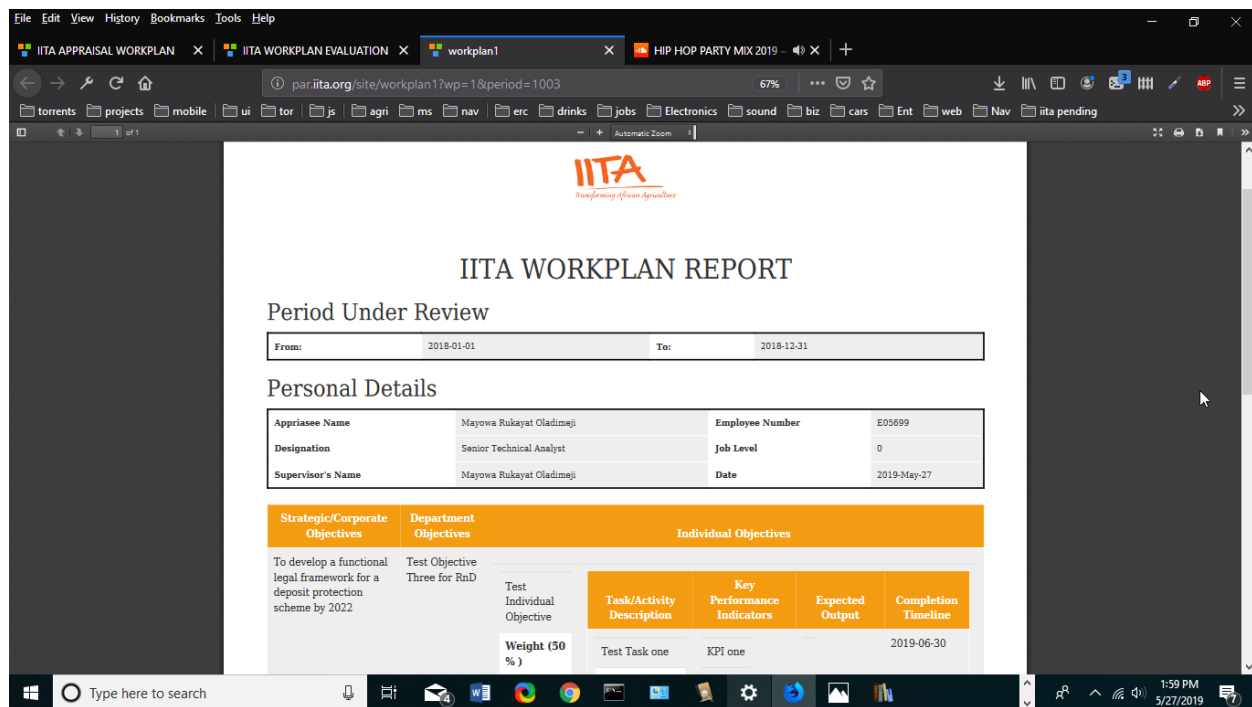 File Edit View History Bookmarks Tools Help
IITA APPRAISAL WORKPLAN
IITA WORKPLAN EVALUATION
workplan1
HIP HOP PARTY MIX 2019 –
par.iita.org/site/workplan1?wp=1&period=1003
67%
3
ABP
torrents projects mobile ui tor js agri ms nav erc drinks jobs Electronics sound biz cars Ent web Nav iita pending
1 of 1
Automatic Zoom
IITA
Transforming African Agriculture
IITA WORKPLAN REPORT
Period Under Review
From: 2018-01-01 To: 2018-12-31
Personal Details
Appriasee Name Mayowa Rukayat Oladimeji Employee Number E05699
Designation Senior Technical Analyst Job Level 0
Supervisor's Name Mayowa Rukayat Oladimeji Date 2019-May-27
Strategic/Corporate
Objectives
Department
Objectives
Individual Objectives
To develop a functional
legal framework for a
deposit protection
scheme by 2022
Test Objective
Three for RnD
Test
Individual
Objective
Weight (50
% )
Task/Activity
Description
Key
Performance
Indicators
Expected
Output
Completion
Timeline
Test Task one
KPI one
2019-06-30
Type here to search
4
1:59 PM
5/27/2019
7